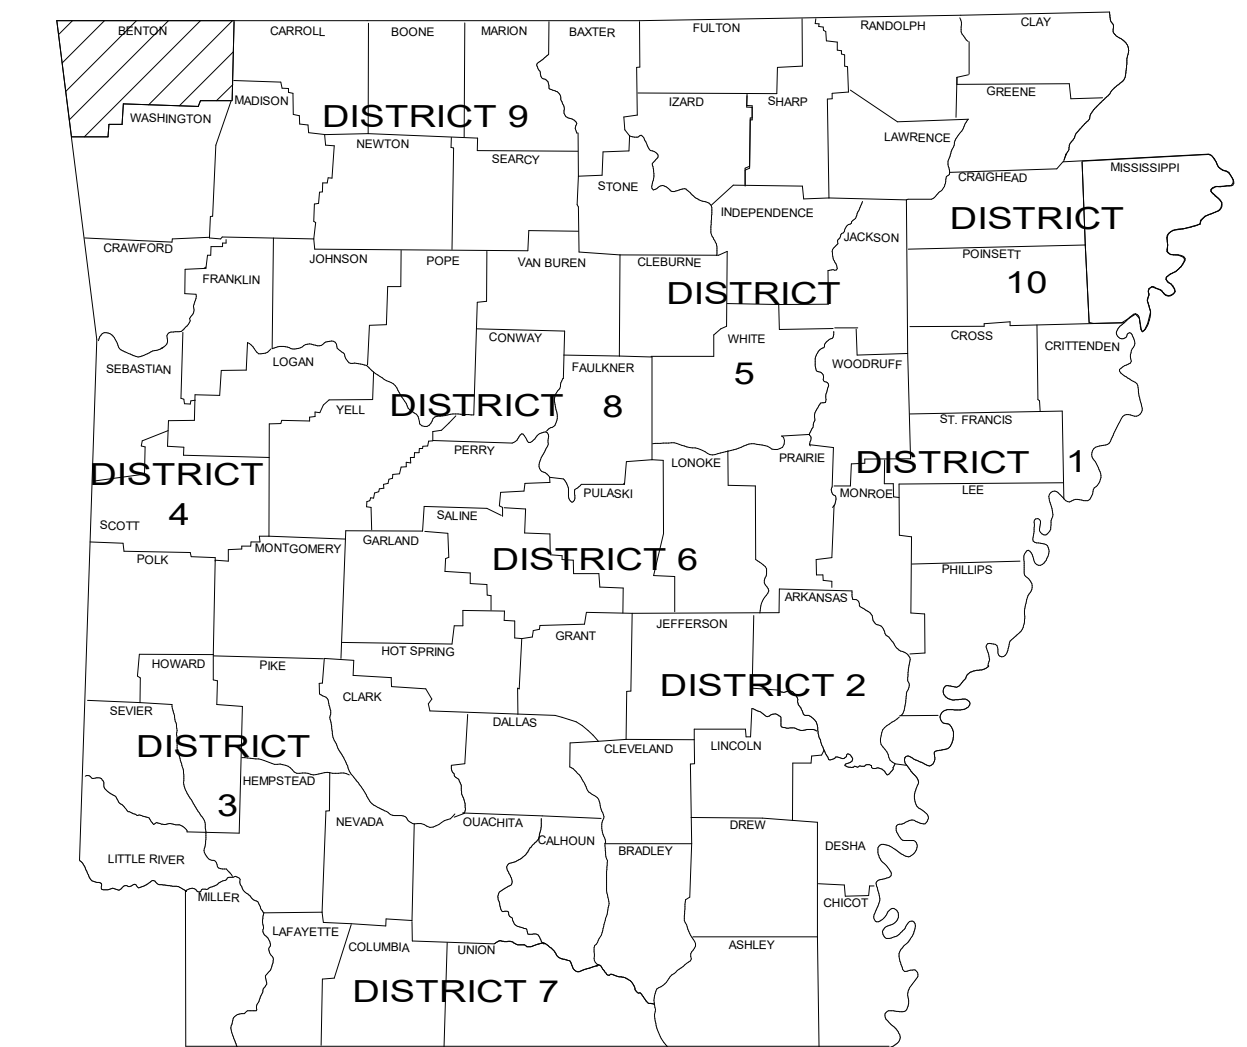 BENTON
CARROLL
BOONE
MARION
BAXTER
FULTON
RANDOLPH
CLAY
MADISON
WASHINGTON
DISTRICT 9
IZARD
SHARP
GREENE
NEWTON
SEARCY
LAWRENCE
STONE
CRAIGHEAD
MISSISSIPPI
INDEPENDENCE
DISTRICT
10
JACKSON
CRAWFORD
FRANKLIN
JOHNSON
POPE
VAN BUREN
CLEBURNE
POINSETT
DISTRICT
5
CONWAY
WHITE
CROSS
CRITTENDEN
SEBASTIAN
LOGAN
FAULKNER
WOODRUFF
YELL
DISTRICT 8
ST. FRANCIS
PERRY
LONOKE
PRAIRIE
DISTRICT 1
DISTRICT
4
PULASKI
MONROE
LEE
SCOTT
SALINE
POLK
MONTGOMERY
GARLAND
DISTRICT 6
PHILLIPS
ARKANSAS
JEFFERSON
GRANT
HOT SPRING
HOWARD
PIKE
CLARK
DISTRICT 2
SEVIER
DALLAS
DISTRICT
3
CLEVELAND
LINCOLN
HEMPSTEAD
NEVADA
OUACHITA
CALHOUN
DREW
DESHA
BRADLEY
LITTLE RIVER
MILLER
CHICOT
LAFAYETTE
COLUMBIA
UNION
ASHLEY
DISTRICT 7